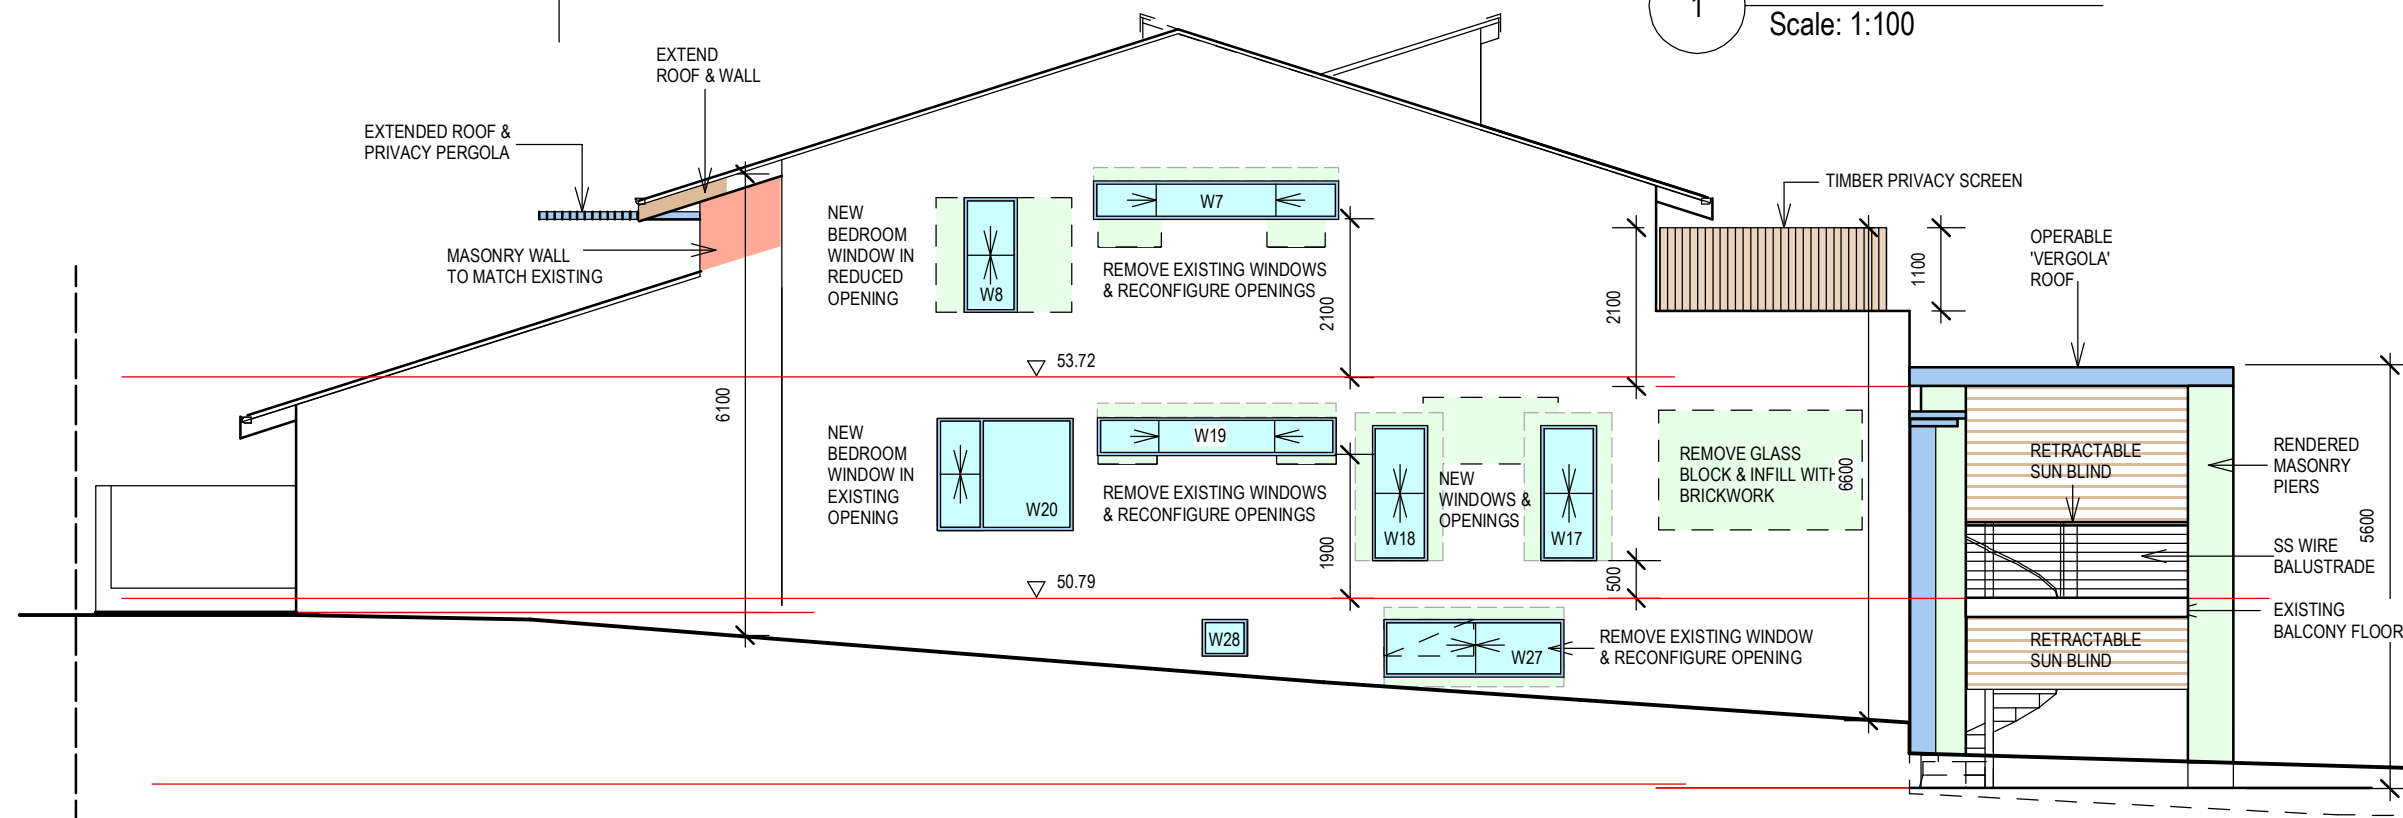 1
Scale: 1:100
EXTEND
ROOF & WALL
EXTENDED ROOF &
PRIVACY PERGOLA
MASONRY WALL
TO MATCH EXISTING
NEW
BEDROOM
WINDOW IN
REDUCED
OPENING
W8
W7
REMOVE EXISTING WINDOWS
& RECONFIGURE OPENINGS
2100
2100
TIMBER PRIVACY SCREEN
1100
OPERABLE
'VERGOLA'
ROOF
53.72
6100
NEW
BEDROOM
WINDOW IN
EXISTING
OPENING
W20
W19
REMOVE EXISTING WINDOWS
& RECONFIGURE OPENINGS
1900
W18
NEW
WINDOWS &
OPENINGS
W17
500
REMOVE GLASS
BLOCK & INFILL WITH
BRICKWORK
6600
RETRACTABLE
SUN BLIND
RENDERED
MASONRY
PIERS
5600
SS WIRE
BALUSTRADE
50.79
EXISTING
BALCONY FLOOR
W28
W27
REMOVE EXISTING WINDOW
& RECONFIGURE OPENING
RETRACTABLE
SUN BLIND